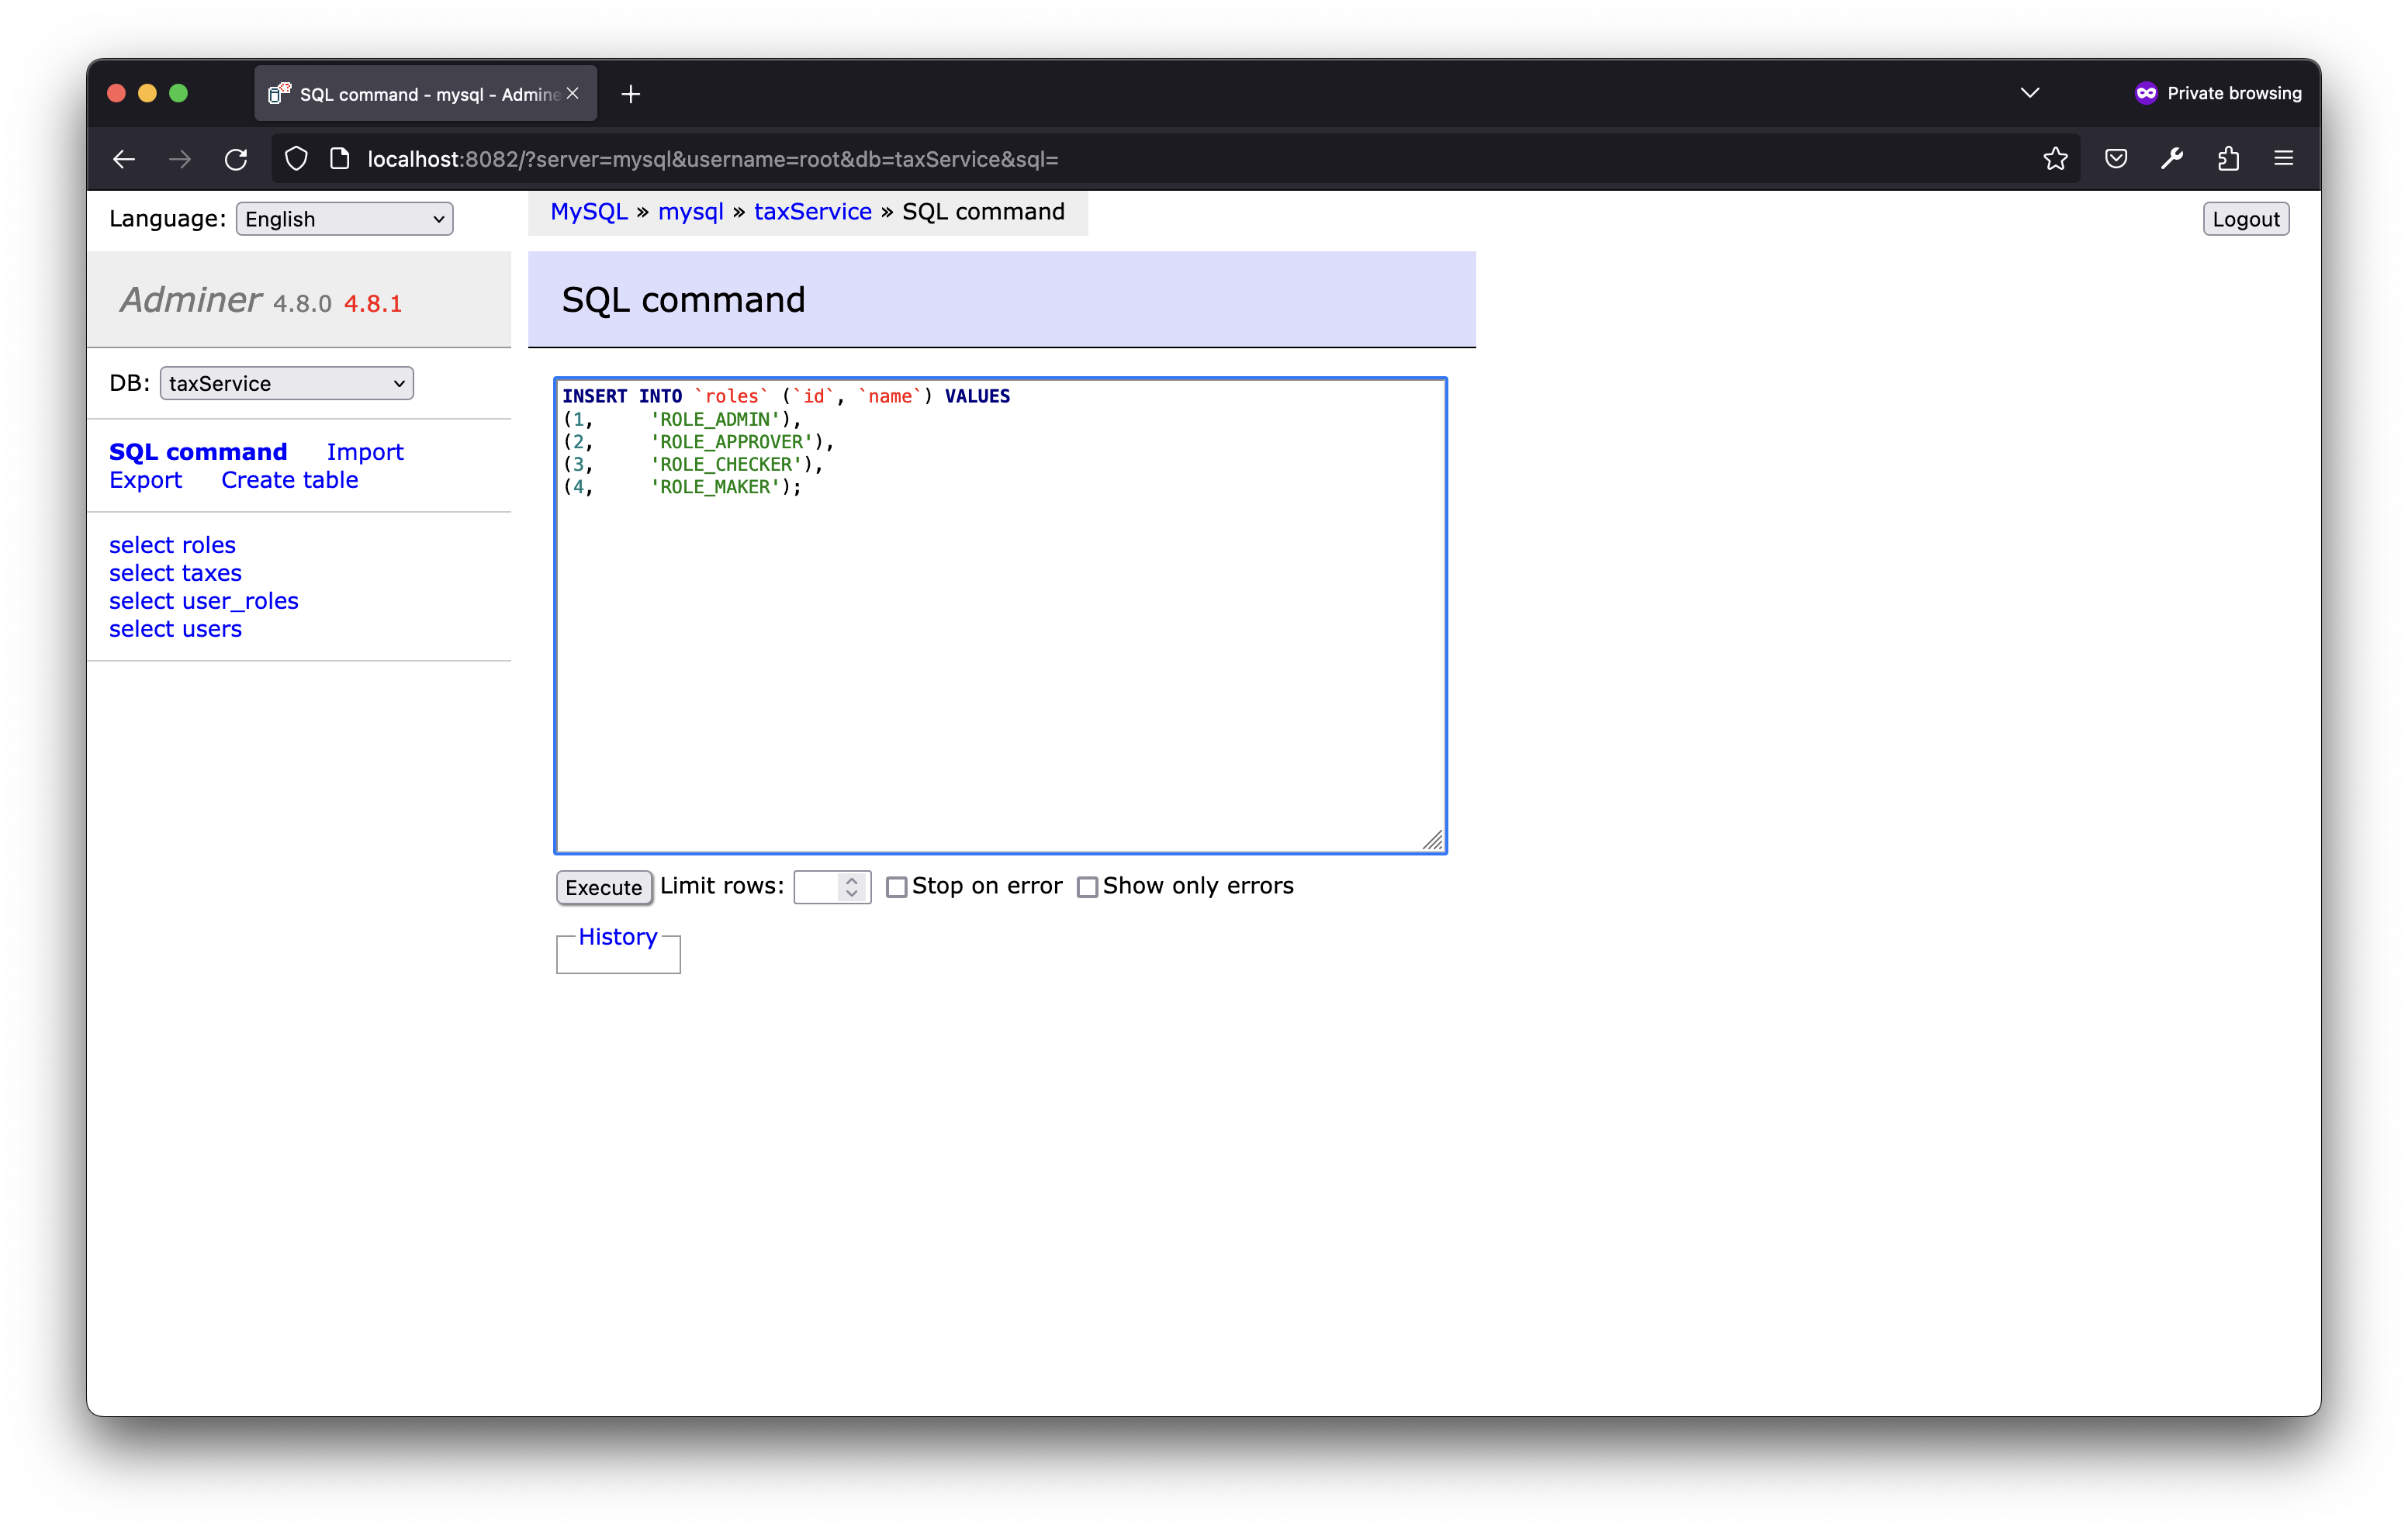 SQL command - mysql - Admine
Private browsing
localhost:8082/?server=mysql&username=root&db=taxService&sql=
Language: English
MySQL » mysql » taxService » SQL command
Logout
Adminer 4.8.0 4.8.1
SQL command
DB: taxService
SQL command Import
Export Create table
select roles
select taxes
select user_roles
select users
INSERT INTO `roles` (`id`, `name`) VALUES
(1, 'ROLE_ADMIN'),
(2, 'ROLE_APPROVER'),
(3, 'ROLE_CHECKER'),
(4, 'ROLE_MAKER');
Execute Limit rows: Stop on error Show only errors
History